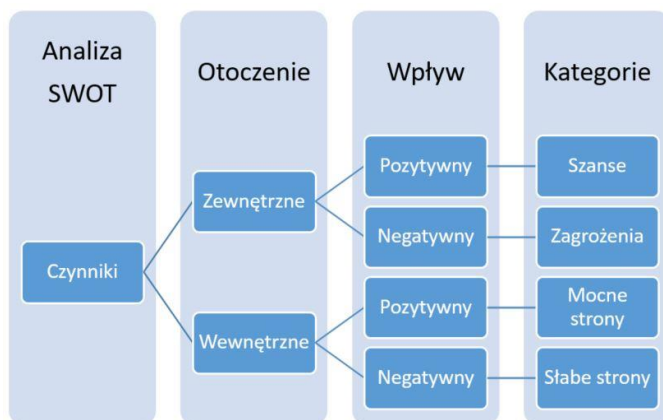 Analiza
SWOT
Otoczenie
Wpływ
Kategorie
Czynniki
Zewnętrzne
Wewnętrzne
Pozytywny
Negatywny
Pozytywny
Negatywny
Szanse
Zagrożenia
Mocne
strony
Słabe strony